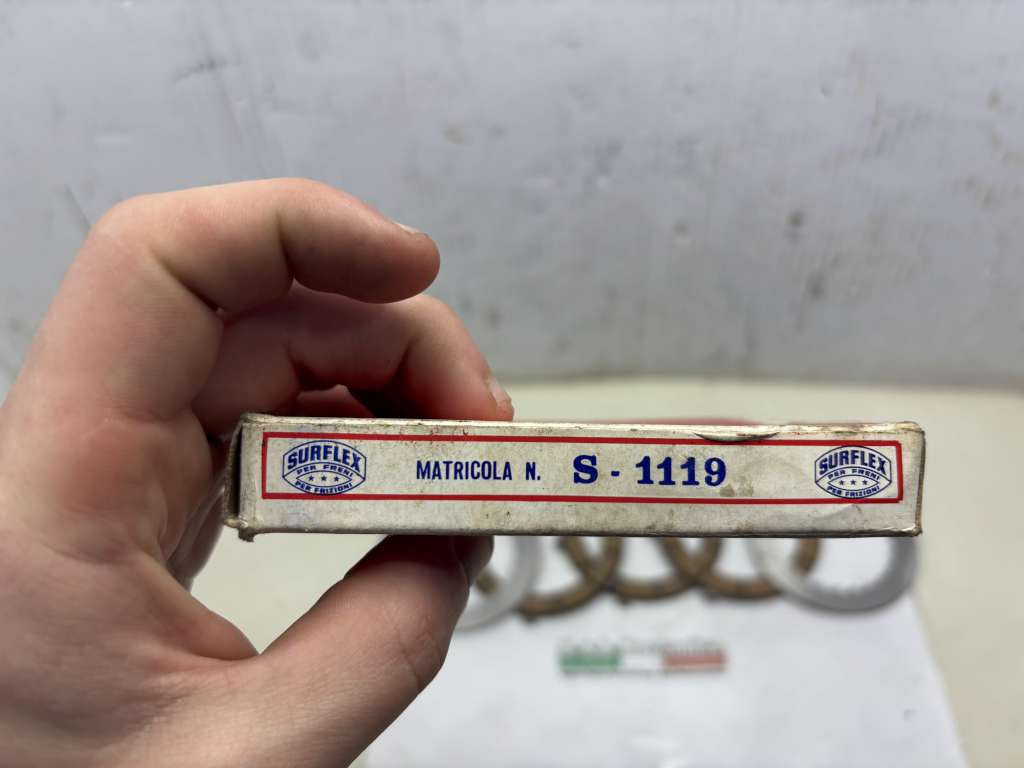 SURFLEX
PER FRENI
PER FRIZIONI
MATRICOLA N. S - 1119
SURFLEX
PER FRENI
PER FRIZIONI